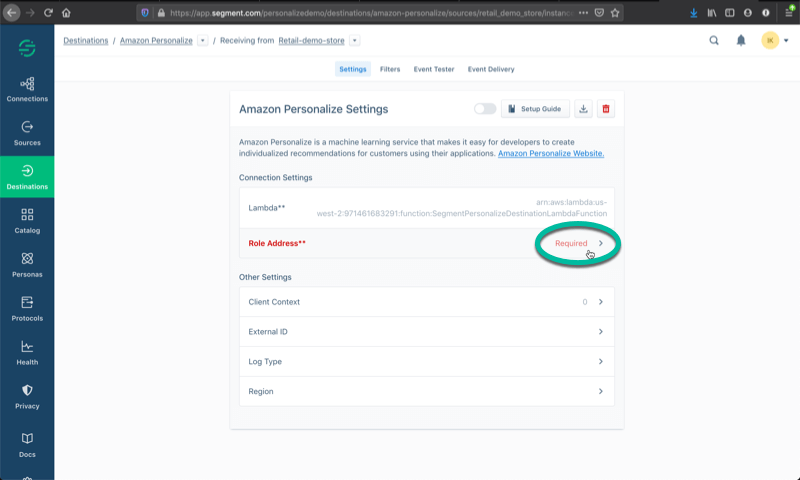 https://app.segment.com/personalizedemo/destinations/amazon-personalize/sources/retail_demo_store/instanc
Destinations / Amazon Personalize / Receiving from Retail-demo-store
IK
Settings Filters Event Tester Event Delivery
Connections
Sources
Destinations
Catalog
Personas
Protocols
Health
Privacy
Docs
Amazon Personalize Settings
Setup Guide
Amazon Personalize is a machine learning service that makes it easy for developers to create
individualized recommendations for customers using their applications. Amazon Personalize Website.
Connection Settings
Lambda**
arn:aws:lambda:us-
west-2:971461683291:function:SegmentPersonalizeDestinationLambdaFunction
Role Address** Required
Other Settings
Client Context 0
External ID
Log Type
Region